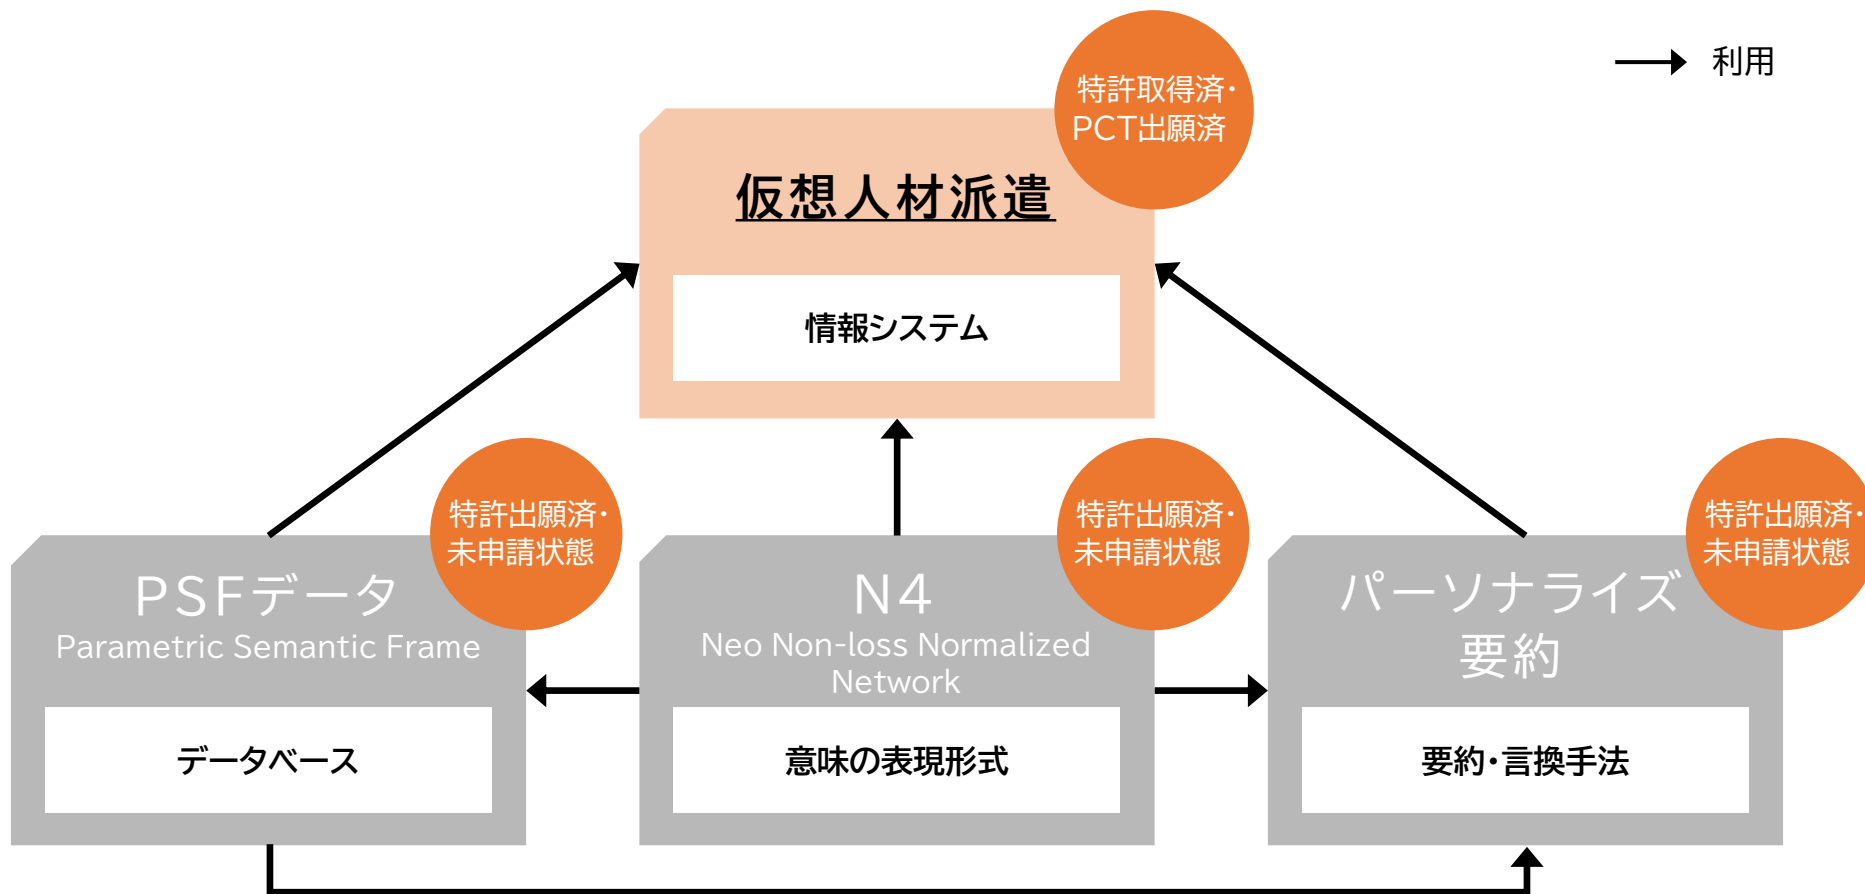 利用
特許取得済・
PCT出願済
仮想人材派遣
情報システム
特許出願済・
未申請状態
PSFデータ
Parametric Semantic Frame
データベース
特許出願済・
未申請状態
N4
Neo Non-loss Normalized
Network
意味の表現形式
特許出願済・
未申請状態
パーソナライズ
要約
要約・言換手法